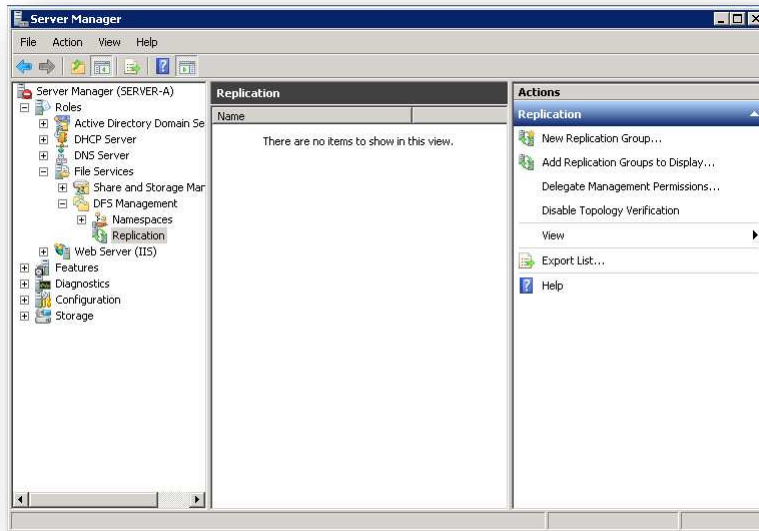 Server Manager
File Action View Help
Server Manager (SERVER-A)
Roles
Active Directory Domain Se
DHCP Server
DNS Server
File Services
Share and Storage Mar
DFS Management
Namespaces
Replication
Web Server (IIS)
Features
Diagnostics
Configuration
Storage
Replication
Name
There are no items to show in this view.
Actions
Replication
New Replication Group...
Add Replication Groups to Display...
Delegate Management Permissions...
Disable Topology Verification
View
Export List...
Help